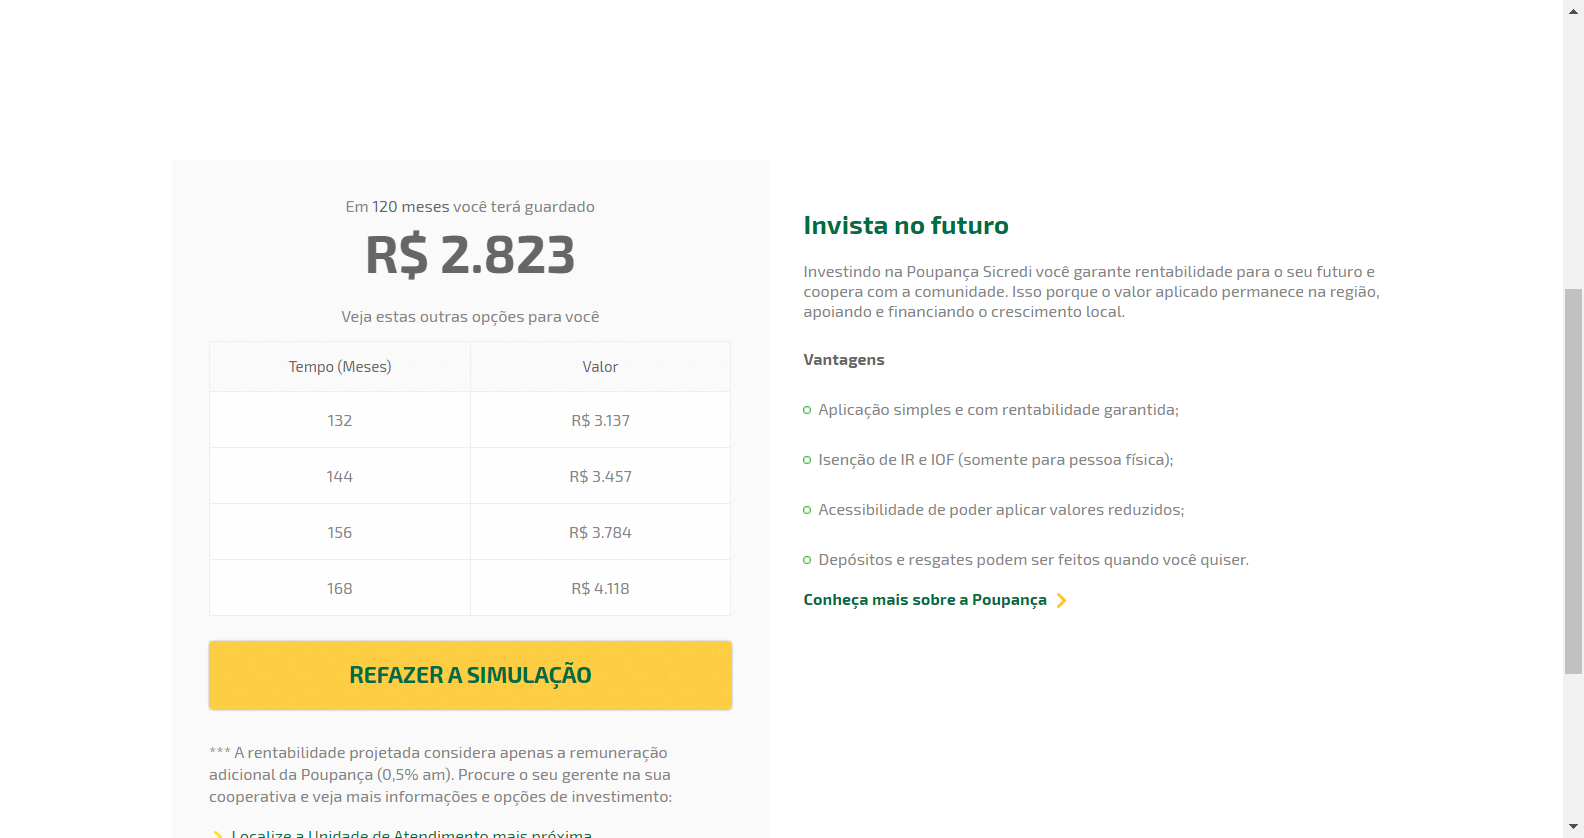 Em 120 meses você terá guardado
R$ 2.823
Veja estas outras opções para você
Tempo (Meses) Valor
132 R$ 3.137
144 R$ 3.457
156 R$ 3.784
168 R$ 4.118
REFAZER A SIMULAÇÃO
*** A rentabilidade projetada considera apenas a remuneração
adicional da Poupança (0,5% am). Procure o seu gerente na sua
cooperativa e veja mais informações e opções de investimento:
Localize a Unidade de Atendimento mais próxima
Invista no futuro
Investindo na Poupança Sicredi você garante rentabilidade para o seu futuro e
coopera com a comunidade. Isso porque o valor aplicado permanece na região,
apoiando e financiando o crescimento local.
Vantagens
Aplicação simples e com rentabilidade garantida;
Isenção de IR e IOF (somente para pessoa física);
Acessibilidade de poder aplicar valores reduzidos;
Depósitos e resgates podem ser feitos quando você quiser.
Conheça mais sobre a Poupança